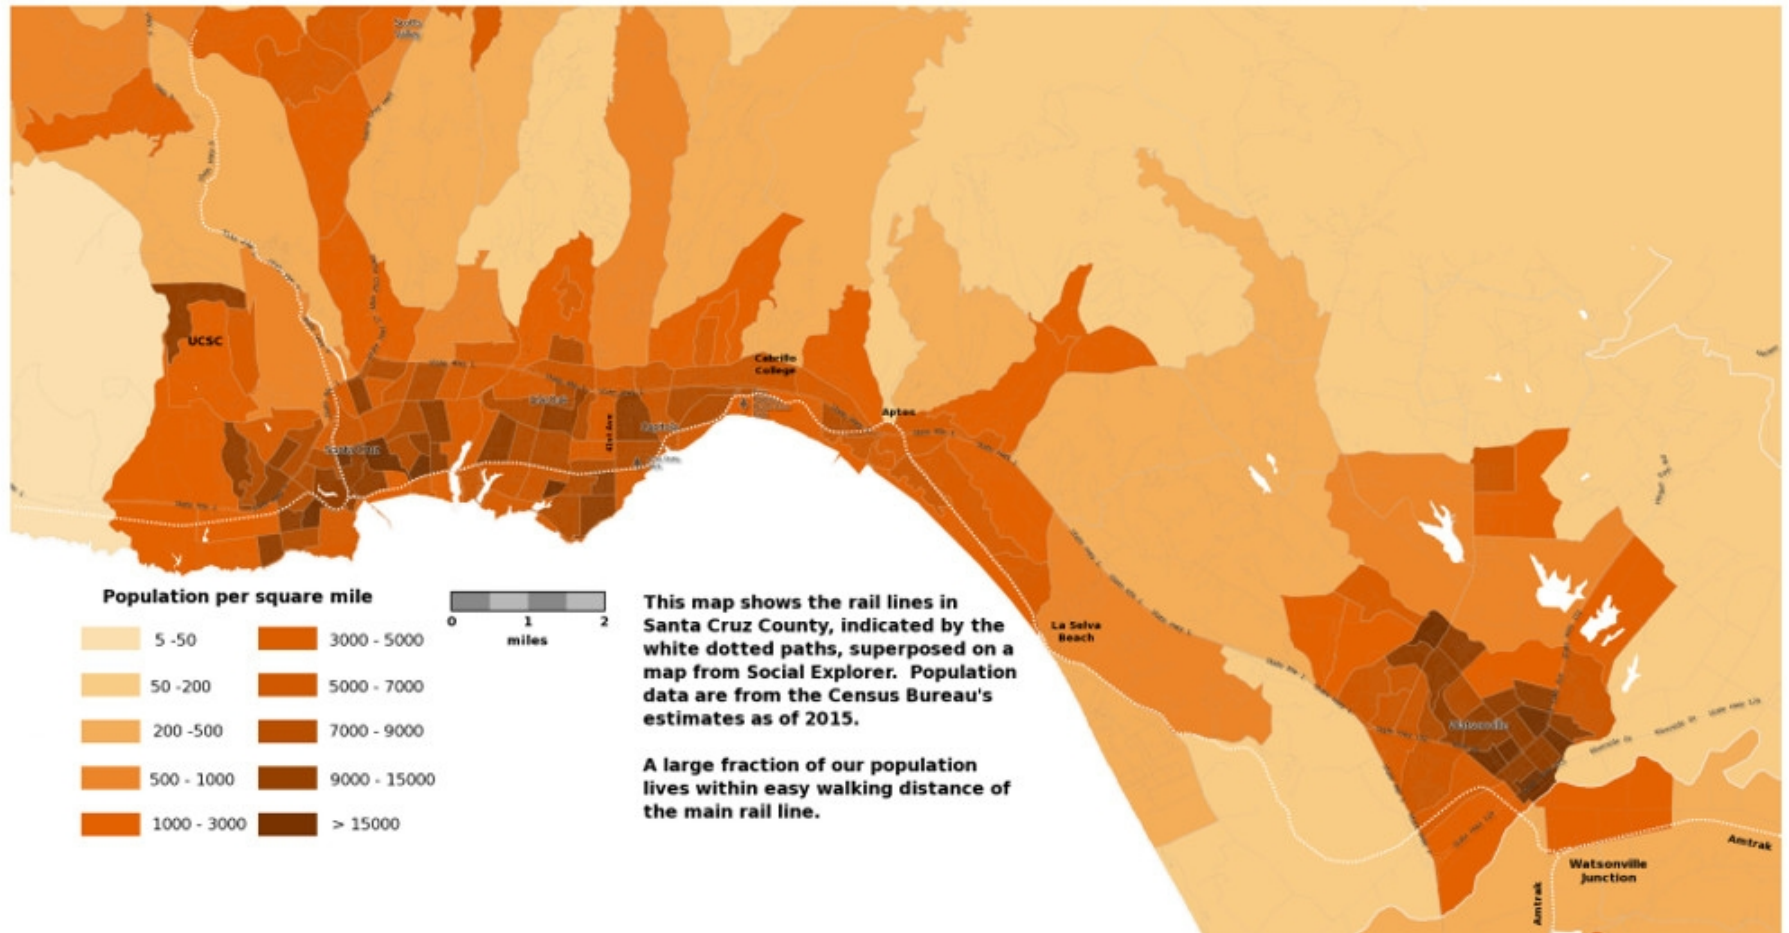 Scotts
Valley
UCSC
Cabrillo
College
41st Ave
Capitola
Aptos
Santa Cruz
La Selva
Beach
Watsonville
Population per square mile
5 -50
50 -200
200 -500
500 - 1000
1000 - 3000
3000 - 5000
5000 - 7000
7000 - 9000
9000 - 15000
> 15000
0 1 2
miles
This map shows the rail lines in
Santa Cruz County, indicated by the
white dotted paths, superposed on a
map from Social Explorer.  Population
data are from the Census Bureau's
estimates as of 2015.
A large fraction of our population
lives within easy walking distance of
the main rail line.
Amtrak
Watsonville
Junction
Amtrak